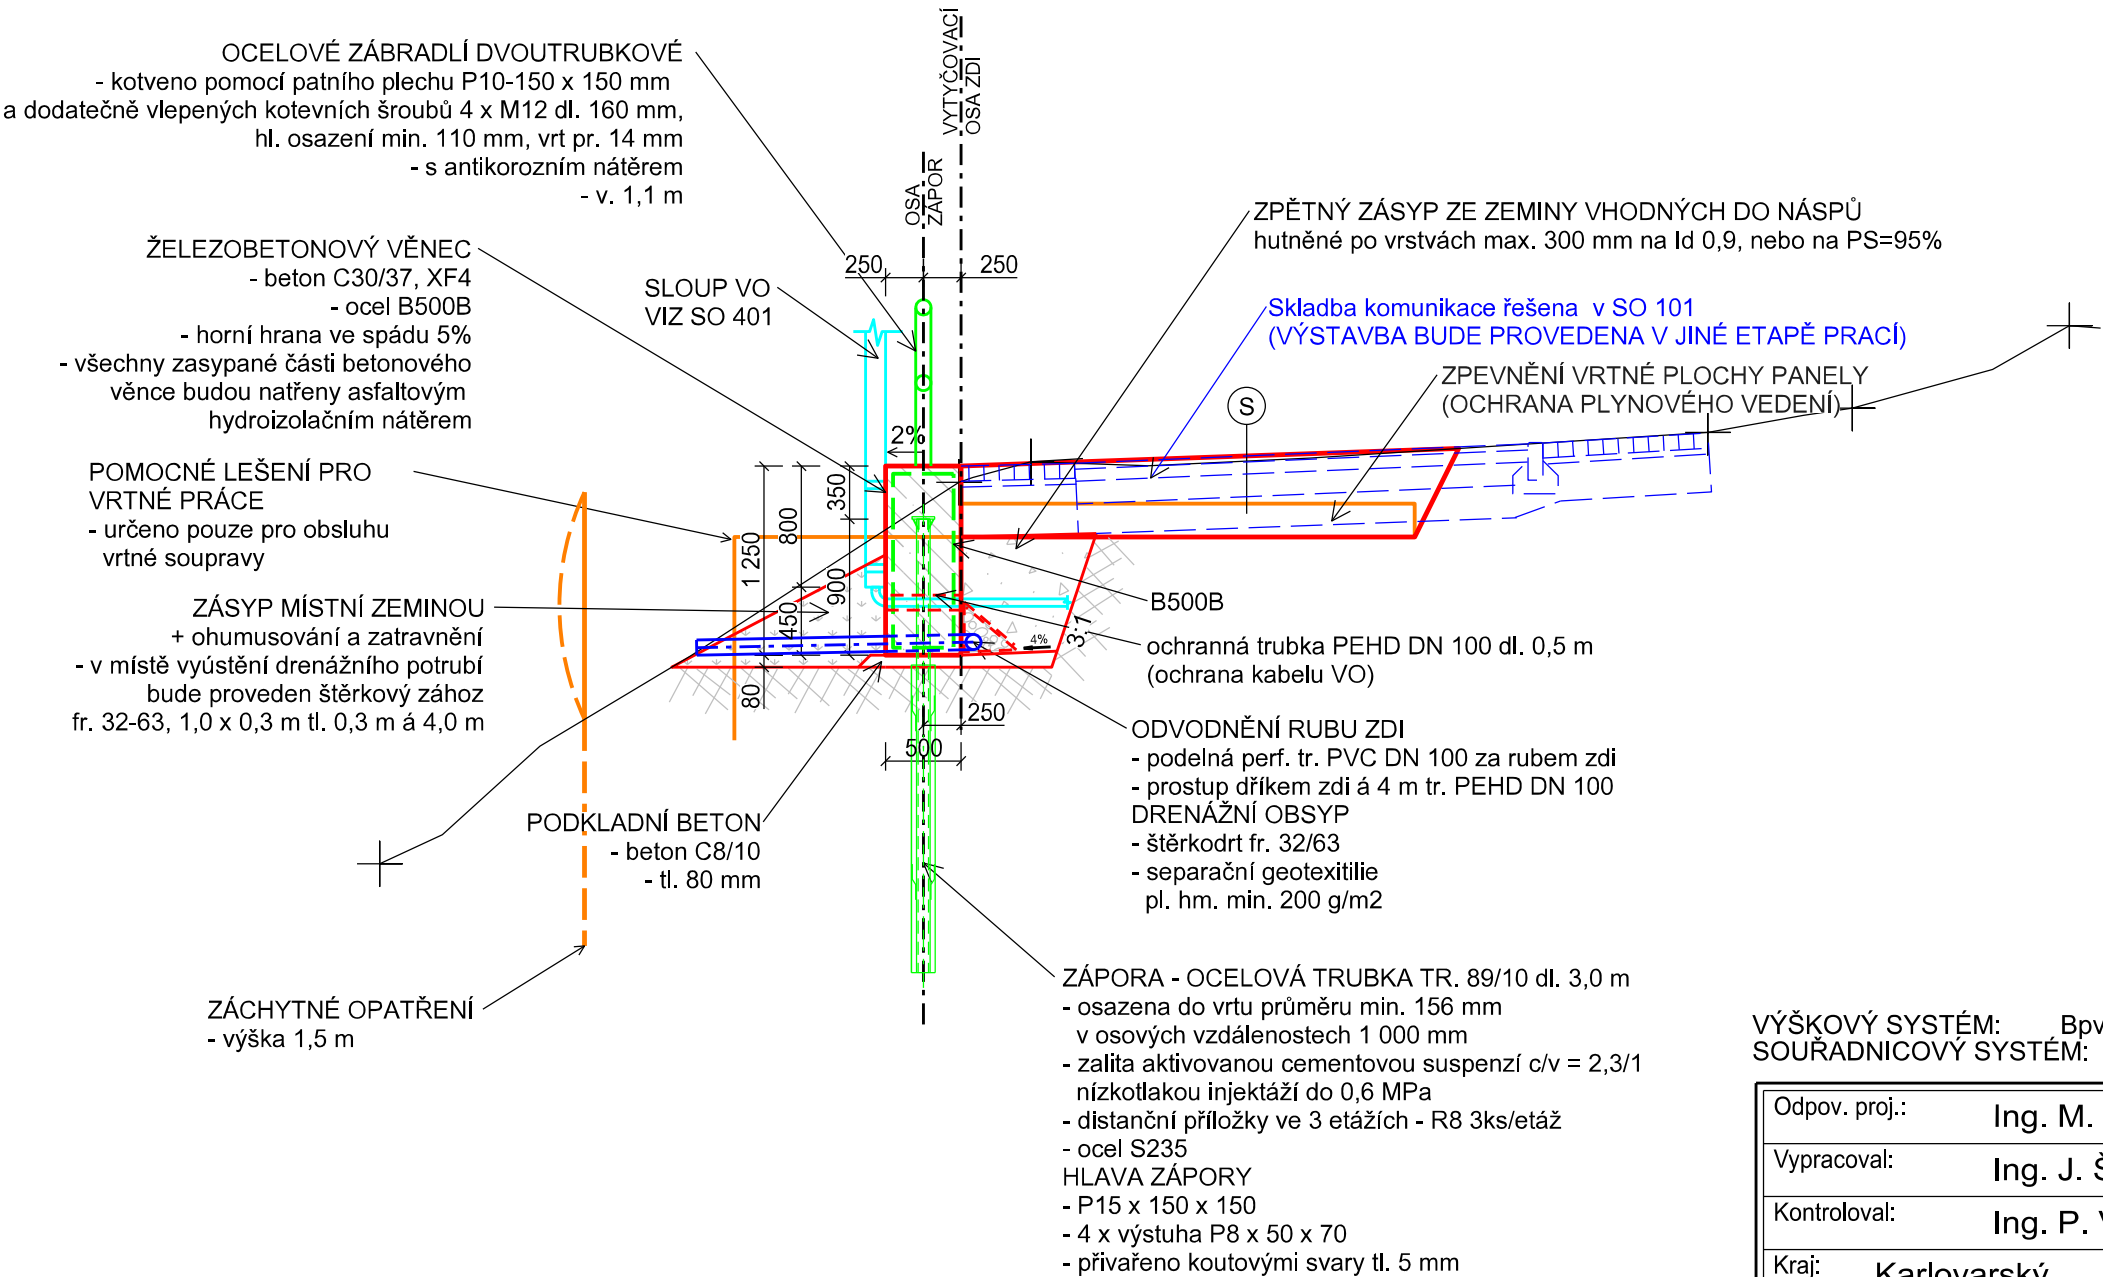 OCELOVÉ ZÁBRADLÍ DVOUTRUBKOVÉ
- kotveno pomocí patního plechu P10-150 x 150 mm
a dodatečně vlepených kotevních šroubů 4 x M12 dl. 160 mm,
hl. osazení min. 110 mm, vrt pr. 14 mm
- s antikorozním nátěrem
- v. 1,1 m
VYTYČOVACÍ
OSA ZDI
OSA
ZÁPOR
ŽELEZOBETONOVÝ VĚNEC
- beton C30/37, XF4
- ocel B500B
- horní hrana ve spádu 5%
- všechny zasypané části betonového
věnce budou natřeny asfaltovým
hydroizolačním nátěrem
SLOUP VO
VIZ SO 401
250
250
ZPĚTNÝ ZÁSYP ZE ZEMINY VHODNÝCH DO NÁSPŮ
hutněné po vrstvách max. 300 mm na Id 0,9, nebo na PS=95%
Skladba komunikace řešena v SO 101
(VÝSTAVBA BUDE PROVEDENA V JINÉ ETAPĚ PRACÍ)
ZPEVNĚNÍ VRTNÉ PLOCHY PANELY
(OCHRANA PLYNOVÉHO VEDENÍ)
S
2%
POMOCNÉ LEŠENÍ PRO
VRTNÉ PRÁCE
- určeno pouze pro obsluhu
vrtné soupravy
1 250
800
350
900
450
80
ZÁSYP MÍSTNÍ ZEMINOU
+ ohumusování a zatravnění
- v místě vyústění drenážního potrubí
bude proveden štěrkový zához
fr. 32-63, 1,0 x 0,3 m tl. 0,3 m á 4,0 m
B500B
4%
3:1
ochranná trubka PEHD DN 100 dl. 0,5 m
(ochrana kabelu VO)
250
500
ODVODNĚNÍ RUBU ZDI
- podelná perf. tr. PVC DN 100 za rubem zdi
- prostup dříkem zdi á 4 m tr. PEHD DN 100
DRENÁŽNÍ OBSYP
- štěrkodrt fr. 32/63
- separační geotexitilie
pl. hm. min. 200 g/m2
PODKLADNÍ BETON
- beton C8/10
- tl. 80 mm
ZÁCHYTNÉ OPATŘENÍ
- výška 1,5 m
ZÁPORA - OCELOVÁ TRUBKA TR. 89/10 dl. 3,0 m
- osazena do vrtu průměru min. 156 mm
v osových vzdálenostech 1 000 mm
- zalita aktivovanou cementovou suspenzí c/v = 2,3/1
nízkotlakou injektáží do 0,6 MPa
- distanční příložky ve 3 etážích - R8 3ks/etáž
- ocel S235
HLAVA ZÁPORY
- P15 x 150 x 150
- 4 x výstuha P8 x 50 x 70
- přivařeno koutovými svary tl. 5 mm
VÝŠKOVÝ SYSTÉM: Bpv
SOUŘADNICOVÝ SYSTÉM:
Odpov. proj.: Ing. M.
Vypracoval: Ing. J. Š
Kontroloval: Ing. P. V
Kraj: Karlovarský